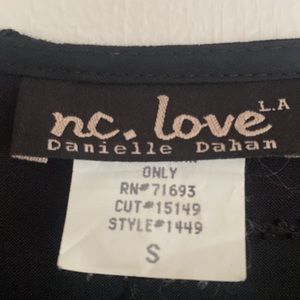 nc. love L.A
Danielle Dahan
ONLY
RN#71693
CUT#15149
STYLE#1449
S